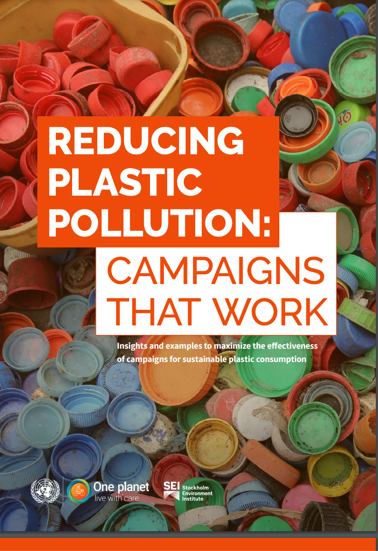 REDUCING
PLASTIC
POLLUTION:
CAMPAIGNS
THAT WORK
Insights and examples to maximize the effectiveness
of campaigns for sustainable plastic consumption
One planet
live with care
SEI Stockholm
Environment
Institute